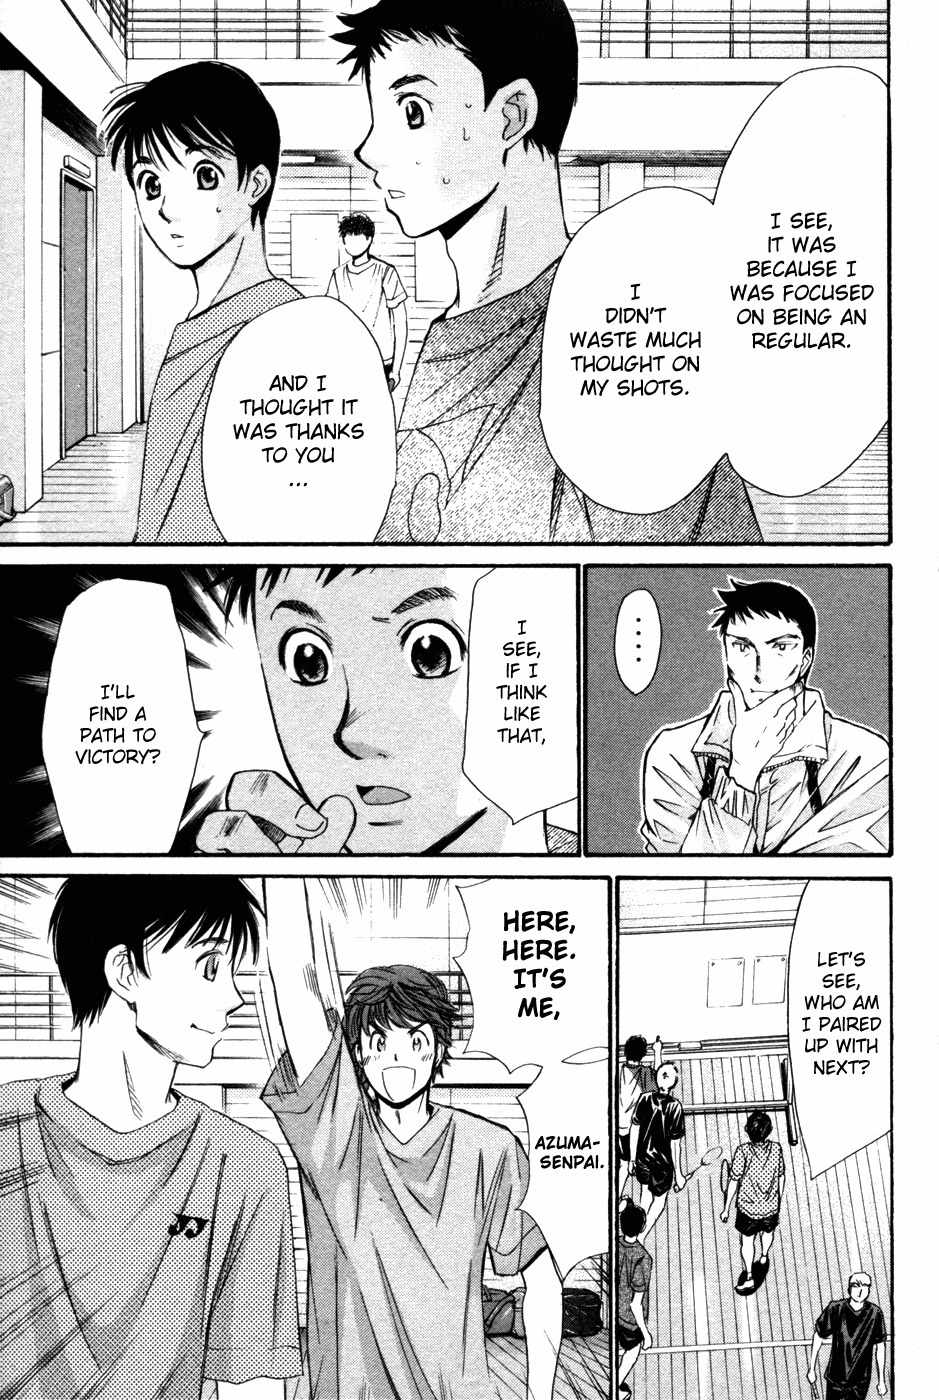 I SEE,
IT WAS
BECAUSE I
WAS FOCUSED
ON BEING AN
REGULAR.
I
DIDN'T
WASTE MUCH
THOUGHT ON
MY SHOTS.
AND I
THOUGHT IT
WAS THANKS
TO YOU
...
....
I
SEE,
IF I
THINK
LIKE
THAT,
I'LL
FIND A
PATH TO
VICTORY?
LET'S
SEE,
WHO AM
I PAIRED
UP WITH
NEXT?
HERE,
HERE.
IT'S
ME,
AZUMA-
SENPAI.